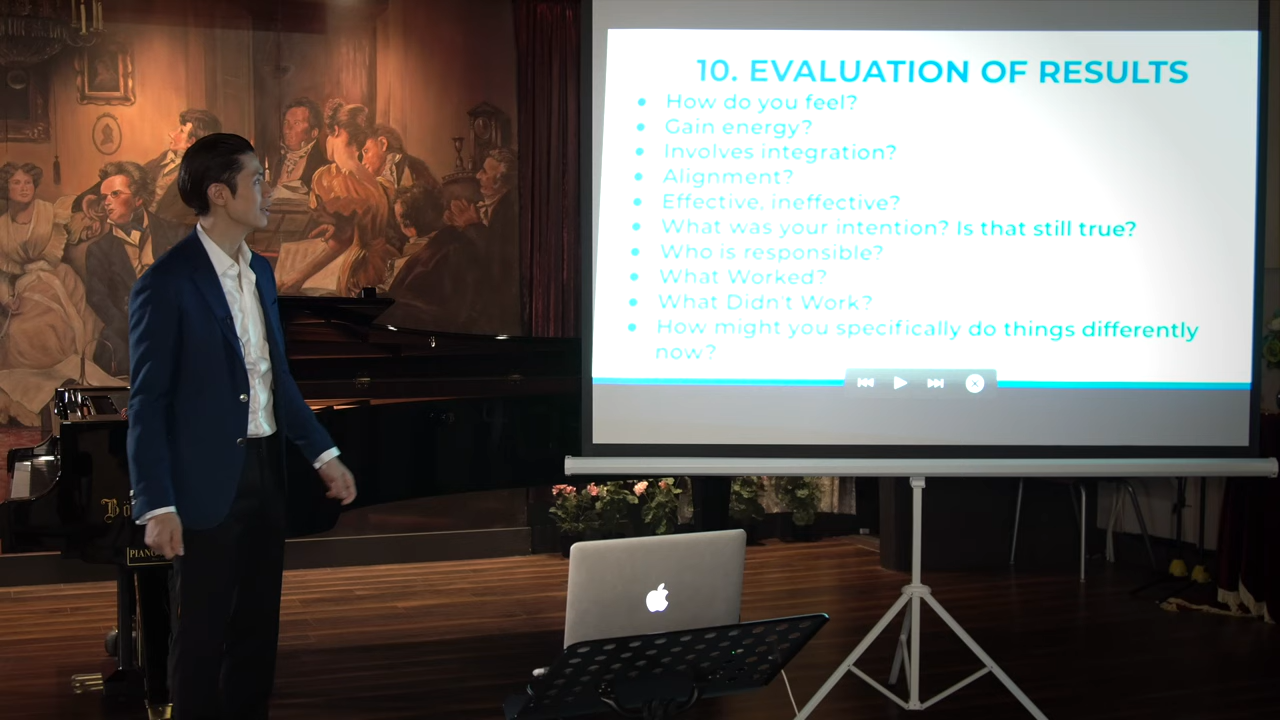 10. EVALUATION OF RESULTS
• How do you feel?
• Gain energy?
• Involves integration?
• Alignment?
• Effective, ineffective?
• What was your intention? Is that still true?
• Who is responsible?
• What Worked?
• What Didn't Work?
• How might you specifically do things differently
now?
PIANO